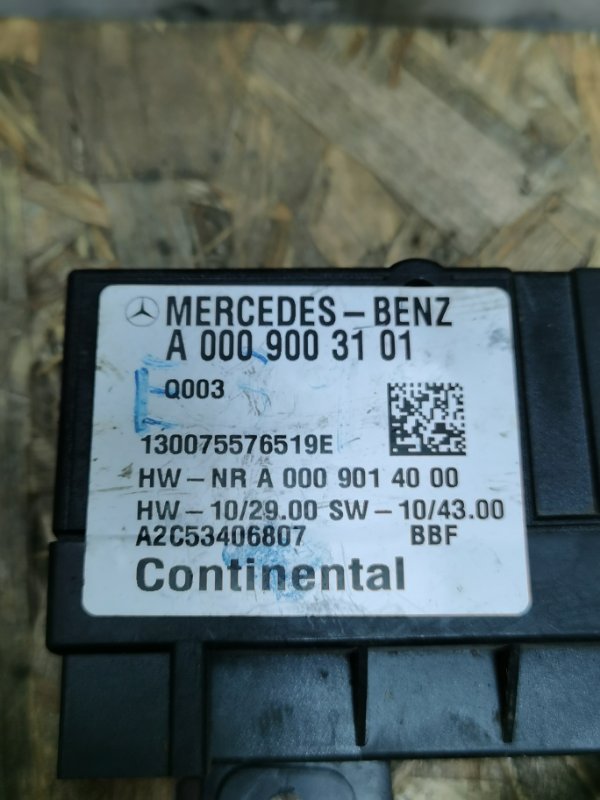 MERCEDES-BENZ
A 000 900 31 01
Q003
130075576519E
HW-NR A 000 901 40 00
HW-10/29.00 SW-10/43.00
A2C53406807 BBF
Continental